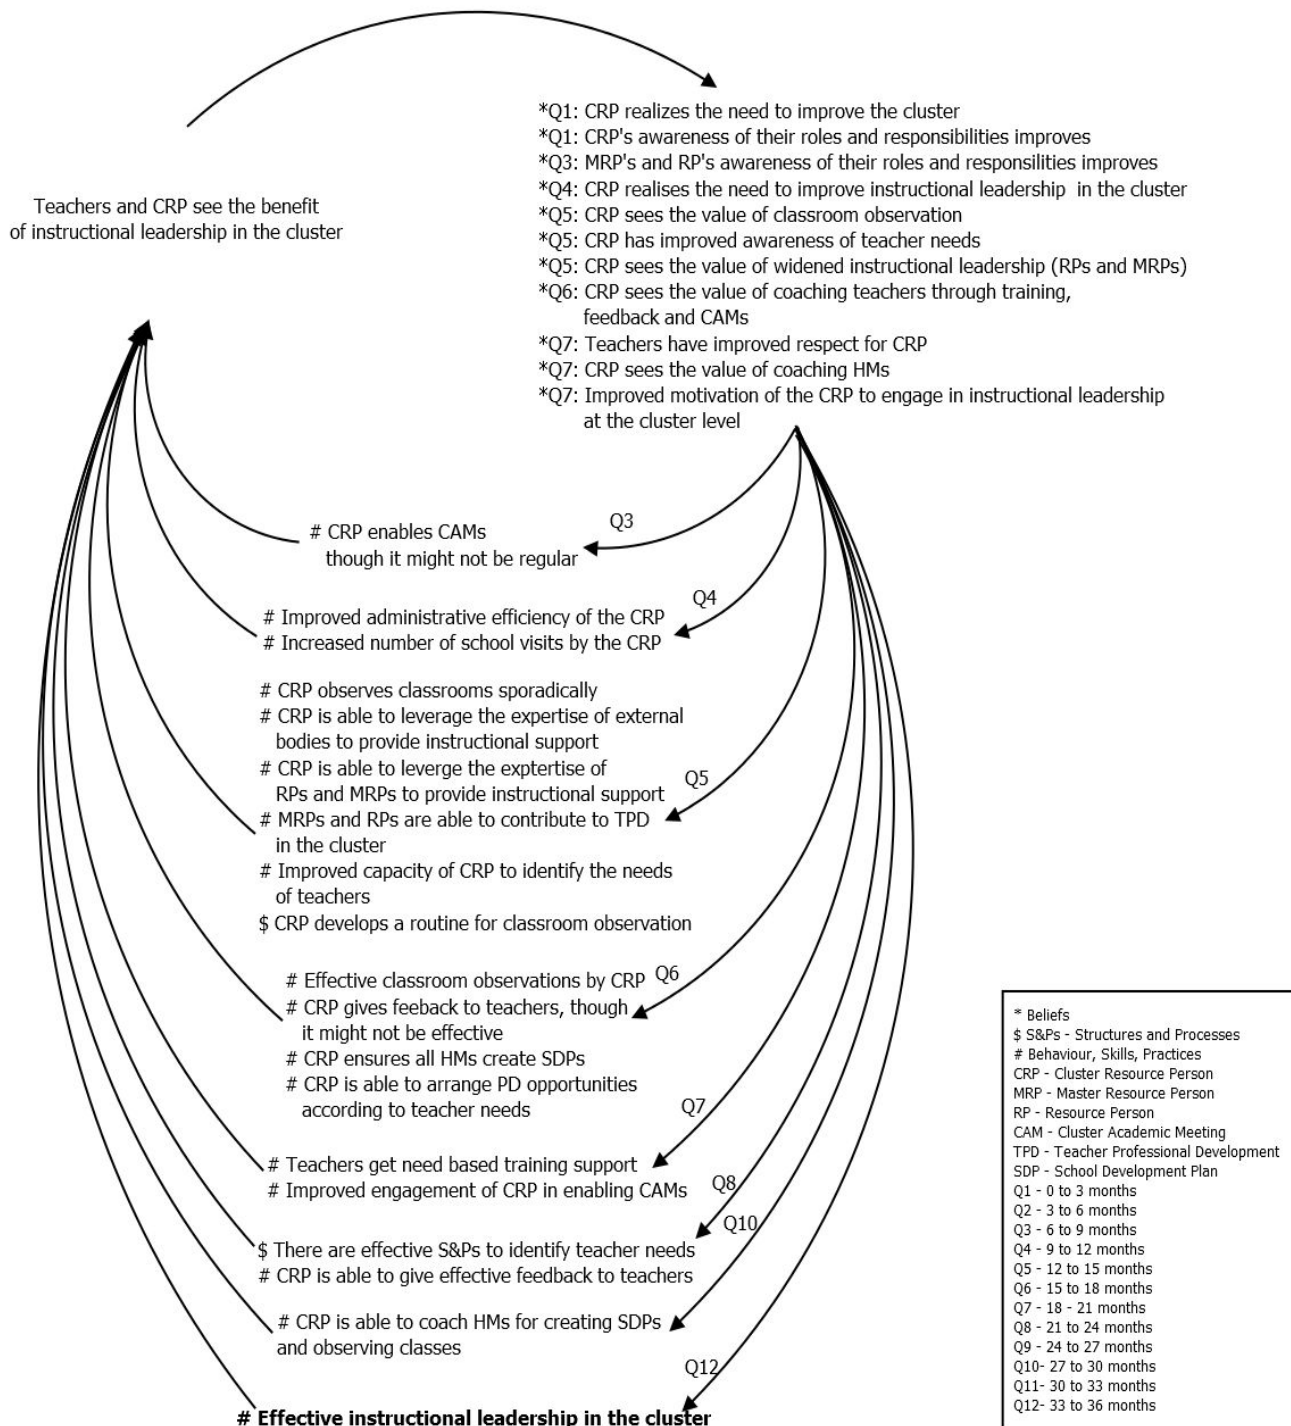 *Q1: CRP realizes the need to improve the cluster
*Q1: CRP's awareness of their roles and responsibilities improves
*Q3: MRP's and RP's awareness of their roles and responsilities improves
*Q4: CRP realises the need to improve instructional leadership in the cluster
*Q5: CRP sees the value of classroom observation
*Q5: CRP has improved awareness of teacher needs
*Q5: CRP sees the value of widened instructional leadership (RPs and MRPs)
*Q6: CRP sees the value of coaching teachers through training,
feedback and CAMs
*Q7: Teachers have improved respect for CRP
*Q7: CRP sees the value of coaching HMs
*Q7: Improved motivation of the CRP to engage in instructional leadership
at the cluster level
Teachers and CRP see the benefit
of instructional leadership in the cluster
Q3
# CRP enables CAMs
though it might not be regular
Q4
# Improved administrative efficiency of the CRP
# Increased number of school visits by the CRP
# CRP observes classrooms sporadically
# CRP is able to leverage the expertise of external
bodies to provide instructional support
# CRP is able to leverge the exptertise of
RPs and MRPs to provide instructional support
Q5
# MRPs and RPs are able to contribute to TPD
in the cluster
# Improved capacity of CRP to identify the needs
of teachers
$ CRP develops a routine for classroom observation
# Effective classroom observations by CRP
Q6
# CRP gives feeback to teachers, though
it might not be effective
# CRP ensures all HMs create SDPs
# CRP is able to arrange PD opportunities
according to teacher needs
Q7
# Teachers get need based training support
# Improved engagement of CRP in enabling CAMs
Q8
Q10
$ There are effective S&Ps to identify teacher needs
# CRP is able to give effective feedback to teachers
# CRP is able to coach HMs for creating SDPs
and observing classes
Q12
# Effective instructional leadership in the cluster
* Beliefs
$ S&Ps - Structures and Processes
# Behaviour, Skills, Practices
CRP - Cluster Resource Person
MRP - Master Resource Person
RP - Resource Person
CAM - Cluster Academic Meeting
TPD - Teacher Professional Development
SDP - School Development Plan
Q1 - 0 to 3 months
Q2 - 3 to 6 months
Q3 - 6 to 9 months
Q4 - 9 to 12 months
Q5 - 12 to 15 months
Q6 - 15 to 18 months
Q7 - 18 - 21 months
Q8 - 21 to 24 months
Q9 - 24 to 27 months
Q10- 27 to 30 months
Q11- 30 to 33 months
Q12- 33 to 36 months